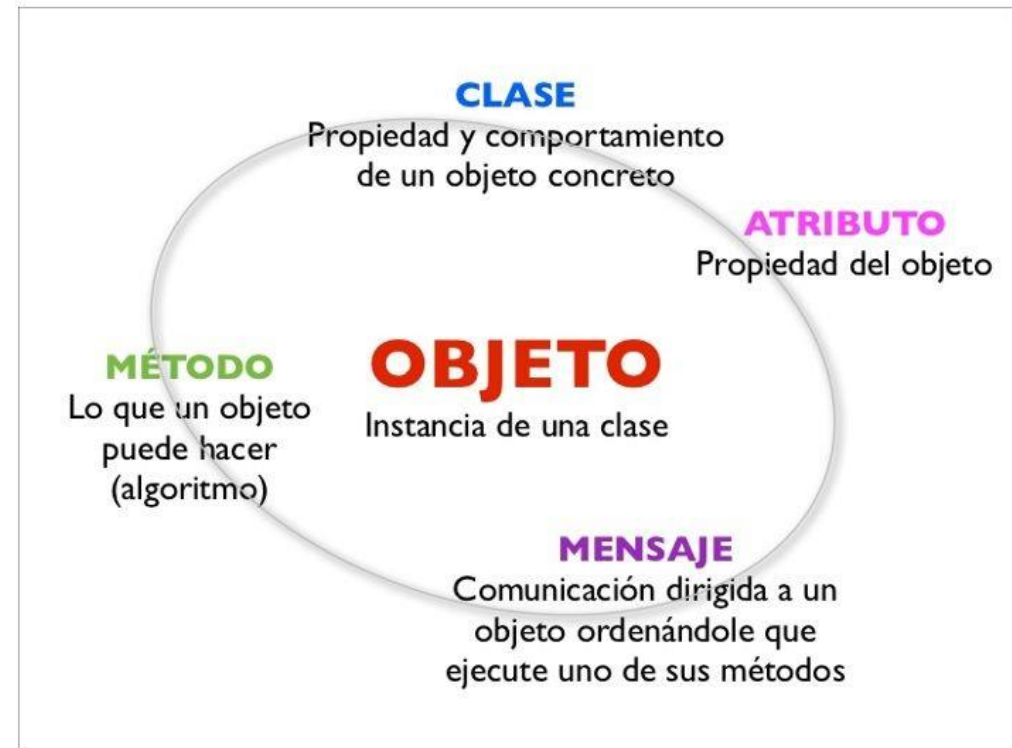 CLASE
Propiedad y comportamiento
de un objeto concreto
ATRIBUTO
Propiedad del objeto
MÉTODO
Lo que un objeto
puede hacer
(algoritmo)
OBJETO
Instancia de una clase
MENSAJE
Comunicación dirigida a un
objeto ordenándole que
ejecute uno de sus métodos